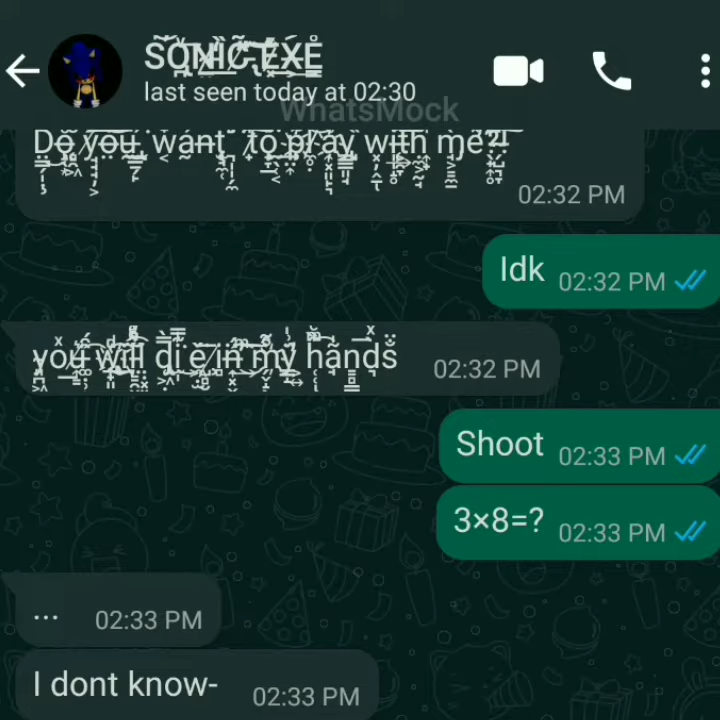 SONIC.EXE
last seen today at 02:30
WhatsMock
Do you want to play with me?!
02:32 PM
Idk 02:32 PM
you will die in my hands 02:32 PM
Shoot 02:33 PM
3×8=? 02:33 PM
... 02:33 PM
I dont know- 02:33 PM